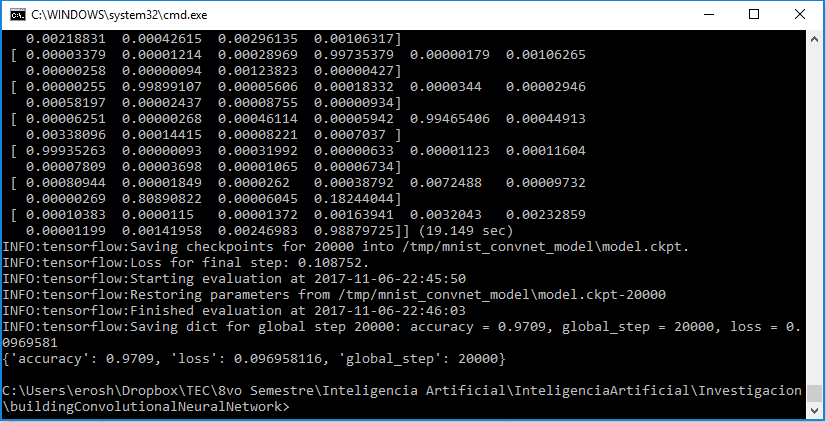 C:\WINDOWS\system32\cmd.exe
0.00218831 0.00042615 0.00296135 0.00106317]
[ 0.00003379 0.00001214 0.00028969 0.99735379 0.00000179 0.00106265
0.00000258 0.00000094 0.00123823 0.00000427]
[ 0.00000255 0.99899107 0.00005606 0.00018332 0.0000344 0.00002946
0.00058197 0.00002437 0.00008755 0.00000934]
[ 0.00006251 0.00000268 0.00046114 0.00005942 0.99465406 0.00044913
0.00338096 0.00014415 0.00008221 0.0007037 ]
[ 0.99935263 0.00000093 0.00031992 0.00000633 0.00001123 0.00011604
0.00007809 0.00003698 0.00001065 0.00006734]
[ 0.00080944 0.00001849 0.0000262 0.00038792 0.0072488 0.00009732
0.00000269 0.80890822 0.00006045 0.18244044]
[ 0.00010383 0.0000115 0.00001372 0.00163941 0.0032043 0.00232859
0.00001199 0.00141958 0.00246983 0.98879725]] (19.149 sec)
INFO:tensorflow:Saving checkpoints for 20000 into /tmp/mnist_convnet_model\model.ckpt.
INFO:tensorflow:Loss for final step: 0.108752.
INFO:tensorflow:Starting evaluation at 2017-11-06-22:45:50
INFO:tensorflow:Restoring parameters from /tmp/mnist_convnet_model\model.ckpt-20000
INFO:tensorflow:Finished evaluation at 2017-11-06-22:46:03
INFO:tensorflow:Saving dict for global step 20000: accuracy = 0.9709, global_step = 20000, loss = 0.
0969581
{'accuracy': 0.9709, 'loss': 0.096958116, 'global_step': 20000}
C:\Users\erosh\Dropbox\TEC\8vo Semestre\Inteligencia Artificial\InteligenciaArtificial\Investigacion
\buildingConvolutionalNeuralNetwork>